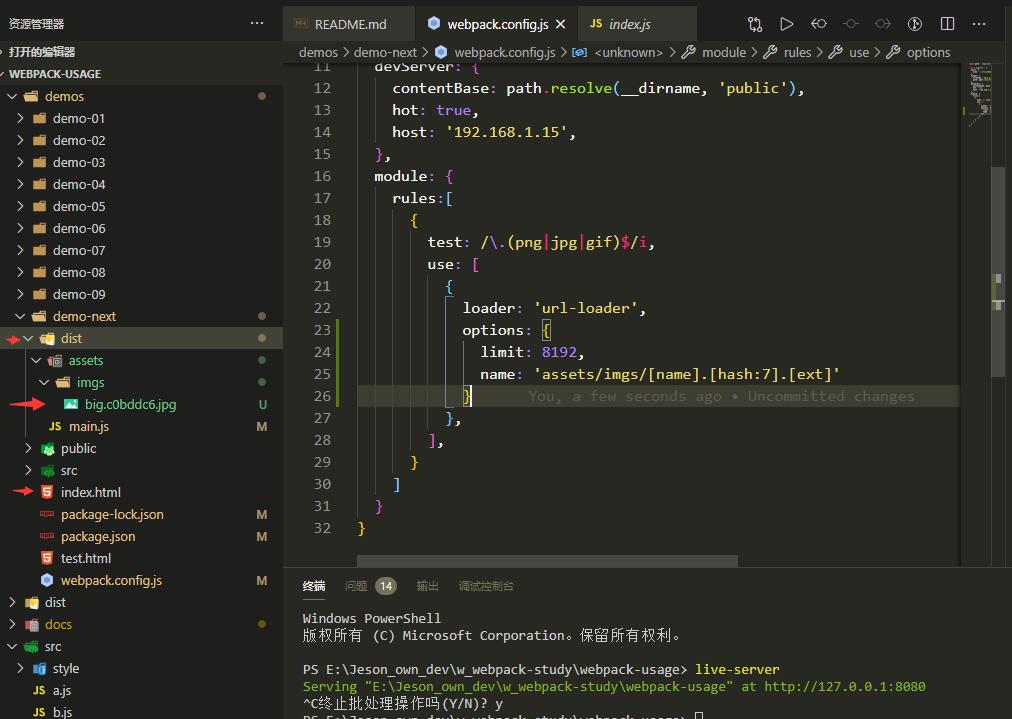 资源管理器
打开的编辑器
WEBPACK-USAGE
demos
demo-01
demo-02
demo-03
demo-04
demo-05
demo-06
demo-07
demo-08
demo-09
demo-next
dist
assets
imgs
big.c0bddc6.jpg U
JS main.js M
public
src
index.html
package-lock.json M
package.json M
test.html
webpack.config.js M
dist
docs
src
style
JS a.js
JS b.js
README.md webpack.config.js JS index.js
demos > demo-next > webpack.config.js > <unknown> > module > rules > use > options
11 devServer: {
12 contentBase: path.resolve(__dirname, 'public'),
13 hot: true,
14 host: '192.168.1.15',
15 },
16 module: {
17 rules:[
18 {
19 test: /\.(png|jpg|gif)$/i,
20 use: [
21 {
22 loader: 'url-loader',
23 options: {
24 limit: 8192,
25 name: 'assets/imgs/[name].[hash:7].[ext]'
26 } You, a few seconds ago • Uncommitted changes
27 },
28 ],
29 }
30 ]
31 }
32 }
终端 问题 14 输出 调试控制台
Windows PowerShell
版权所有 (C) Microsoft Corporation。保留所有权利。
PS E:\Jeson_own_dev\w_webpack-study\webpack-usage> live-server
Serving "E:\Jeson_own_dev\w_webpack-study\webpack-usage" at http://127.0.0.1:8080
^C终止批处理操作吗(Y/N)? y
PS E:\Jeson_own_dev\w_webpack-study\webpack-usage>